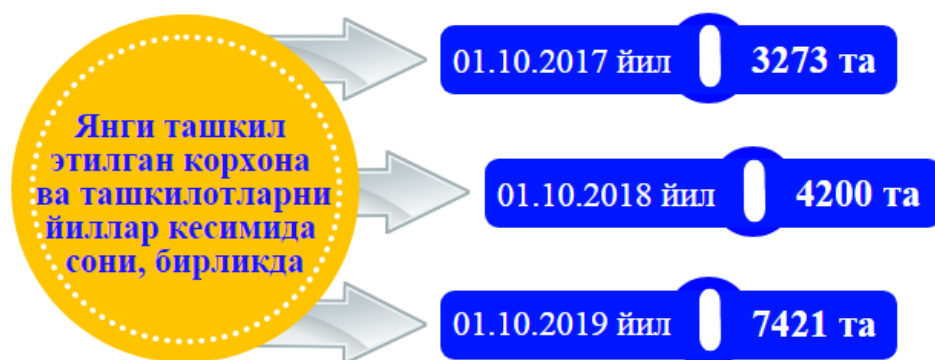 Янги ташкил
этилган корхона
ва ташкилотларни
йиллар кесимида
сони, бирликда
01.10.2017 йил 3273 та
01.10.2018 йил 4200 та
01.10.2019 йил 7421 та